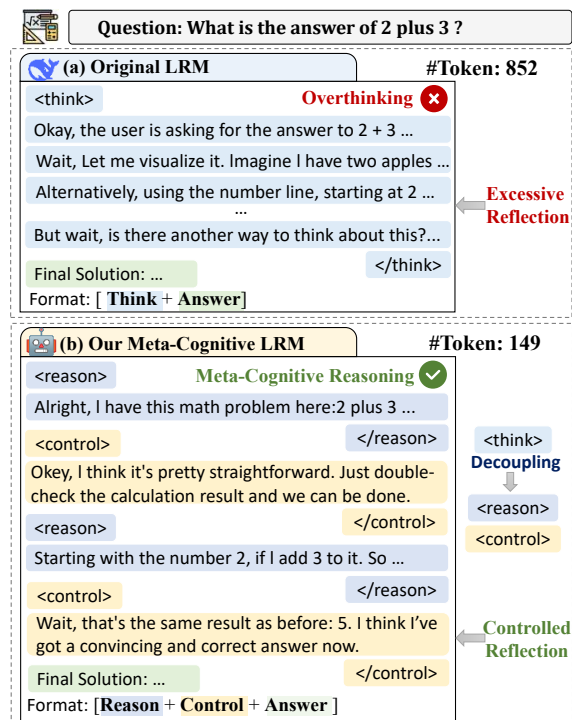 Question: What is the answer of 2 plus 3 ?
(a) Original LRM
#Token: 852
<think>
Overthinking
Okay, the user is asking for the answer to 2 + 3 ...
Wait, Let me visualize it. Imagine I have two apples ...
Alternatively, using the number line, starting at 2 ...
...
But wait, is there another way to think about this?...
</think>
Final Solution: ...
Format: [ Think + Answer]
Excessive
Reflection
(b) Our Meta-Cognitive LRM
#Token: 149
<reason>
Meta-Cognitive Reasoning
Alright, I have this math problem here:2 plus 3 ...
</reason>
<control>
Okey, I think it's pretty straightforward. Just double-
check the calculation result and we can be done.
</control>
<reason>
Starting with the number 2, if I add 3 to it. So ...
</reason>
<control>
Wait, that's the same result as before: 5. I think I've
got a convincing and correct answer now.
</control>
Final Solution: ...
Format: [Reason + Control + Answer ]
<think>
Decoupling
<reason>
<control>
Controlled
Reflection